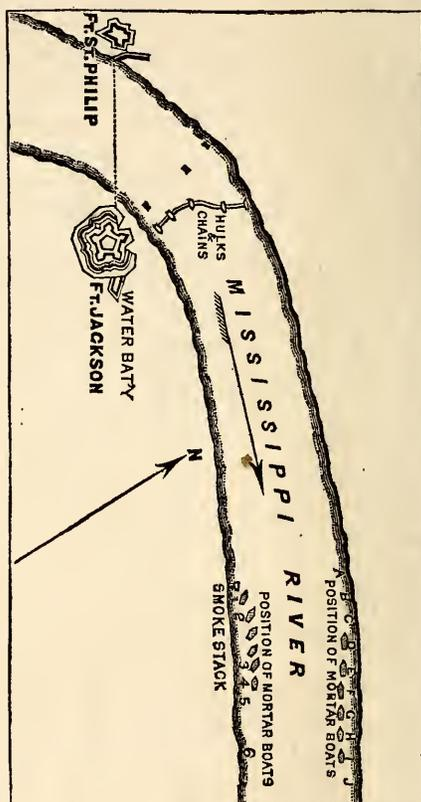 FT. ST. PHILIP
HULKS
&
CHAINS
MISSISSIPPI RIVER
WATER BAT'Y
FT. JACKSON
N
A B C D E F G H I J
POSITION OF MORTAR BOATS
POSITION OF MORTAR BOATS
1 2 3 4 5 6
SMOKE STACK